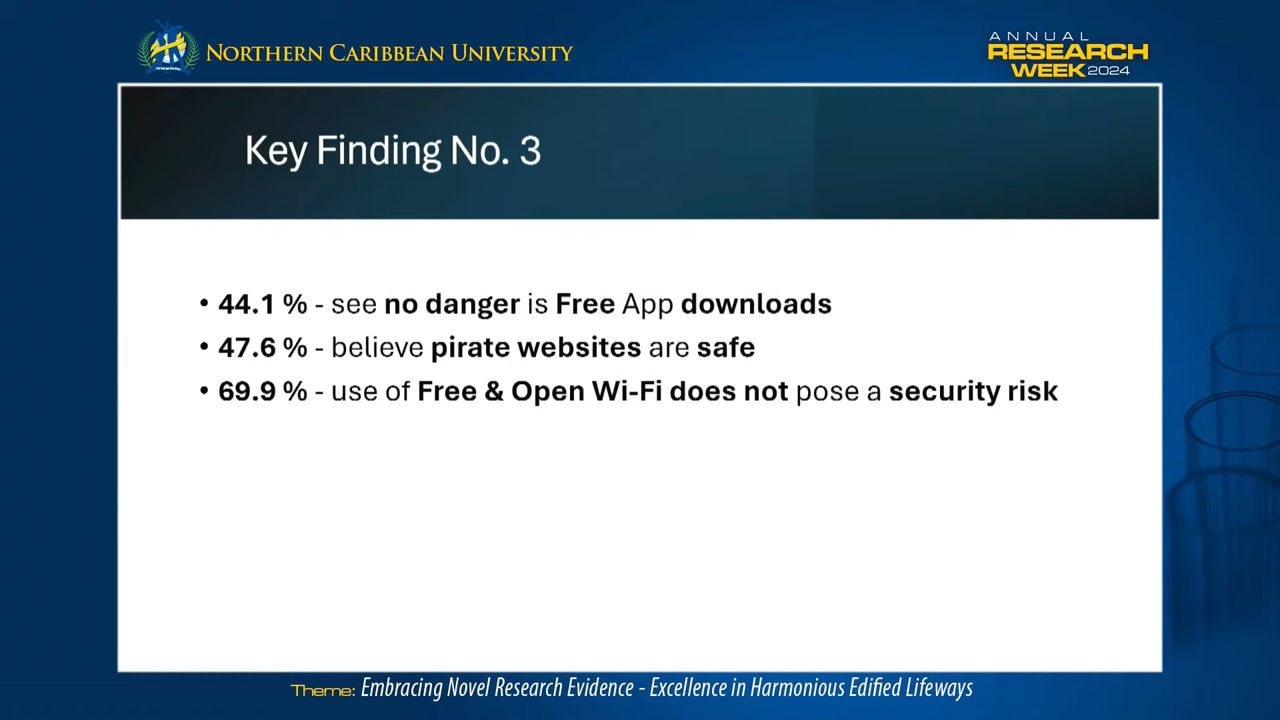 NORTHERN CARIBBEAN UNIVERSITY
ANNUAL
RESEARCH
WEEK 2024
Key Finding No. 3
• 44.1 % - see no danger is Free App downloads
• 47.6 % - believe pirate websites are safe
• 69.9 % - use of Free & Open Wi-Fi does not pose a security risk
Theme: Embracing Novel Research Evidence - Excellence in Harmonious Edified Lifeways